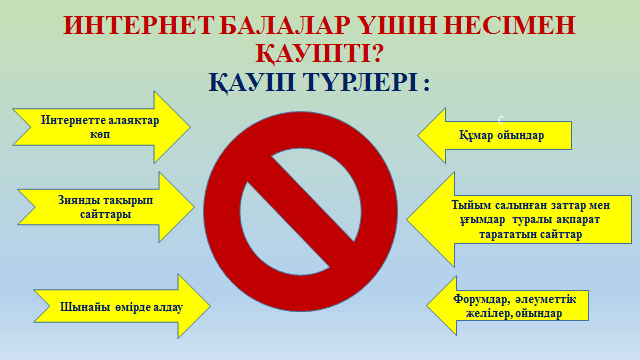 ИНТЕРНЕТ БАЛАЛАР ҮШІН НЕСІМЕН
ҚАУІПТІ?
ҚАУІП ТҮРЛЕРІ :
Интернетте алаяқтар
көп
Зиянды тақырып
сайттары
Шынайы өмірде алдау
с
Құмар ойындар
Тыйым салынған заттар мен
ұғымдар туралы ақпарат
тарататын сайттар
Форумдар, әлеуметтік
желілер, ойындар